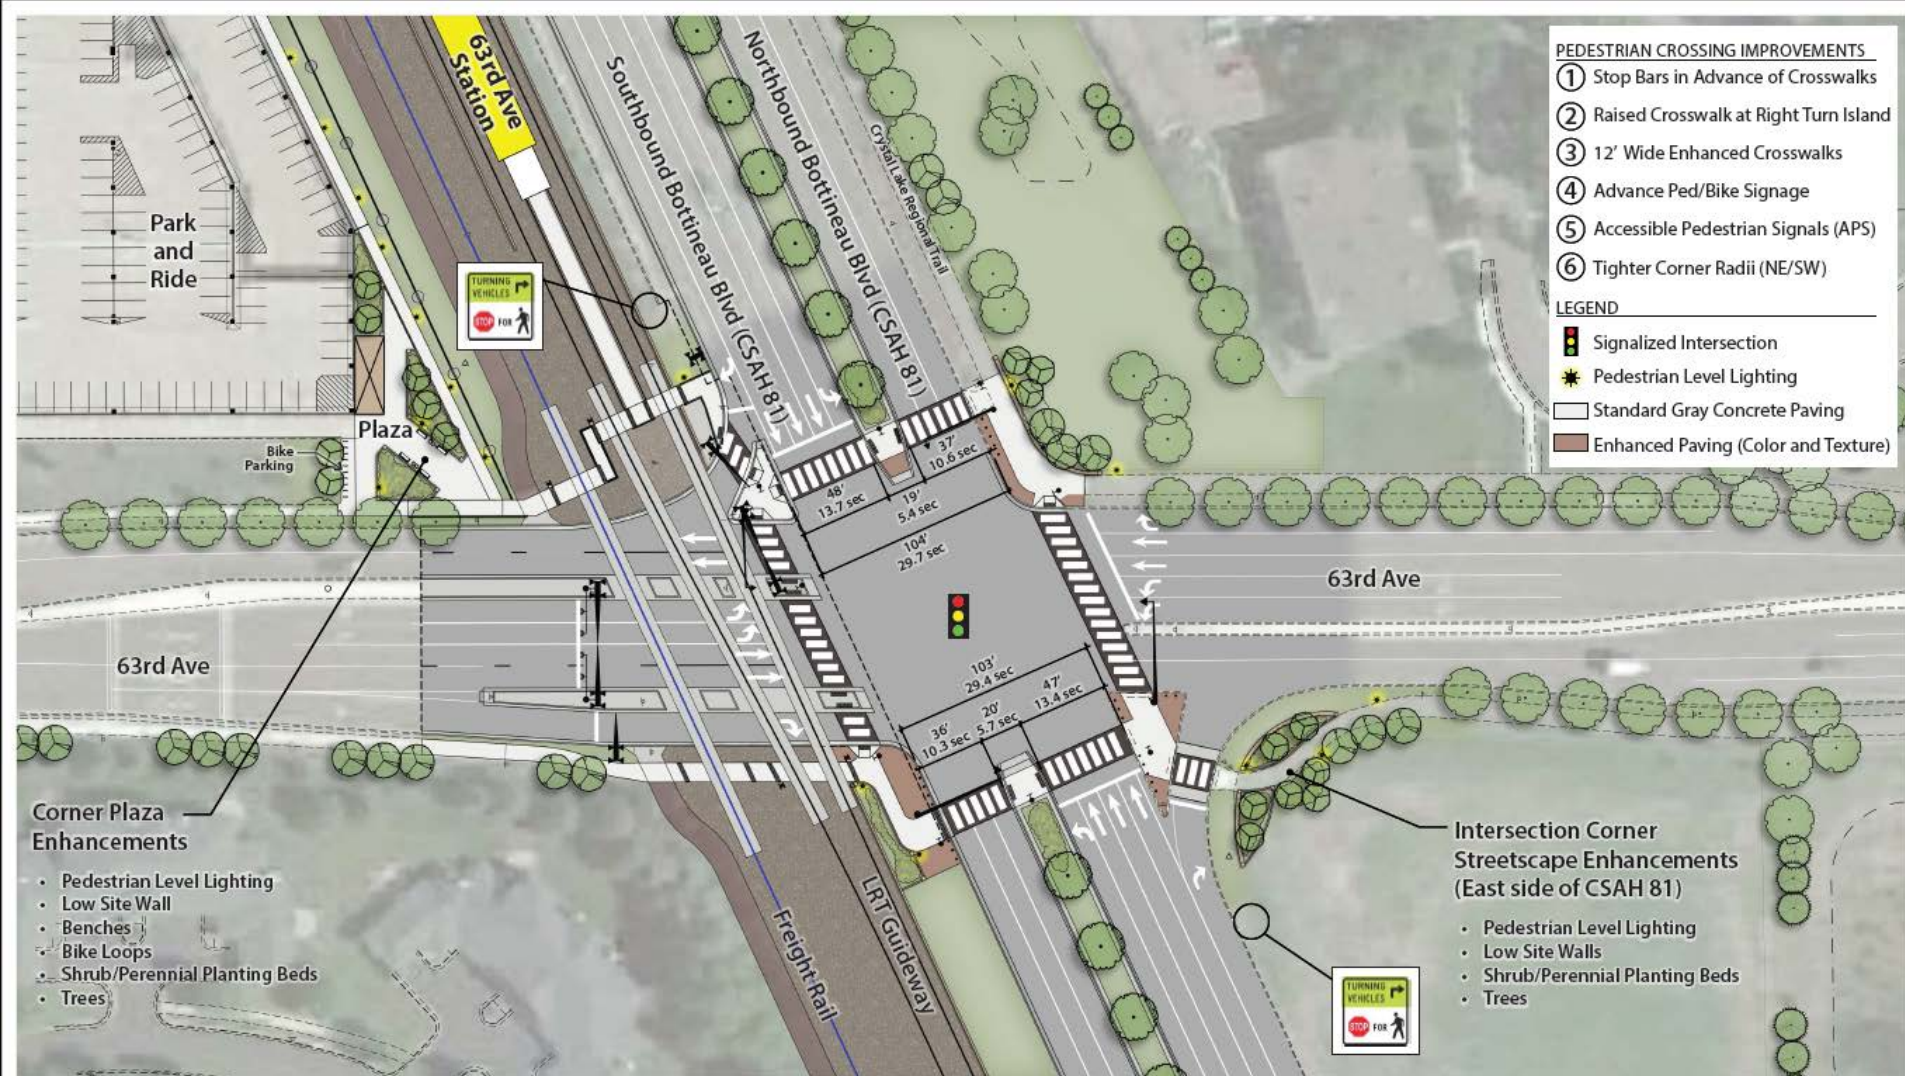 63rd Ave
Station
Southbound Bottineau Blvd (CSAH 81)
Northbound Bottineau Blvd (CSAH 81)
Crystal Lake Regional Trail
PEDESTRIAN CROSSING IMPROVEMENTS
1 Stop Bars in Advance of Crosswalks
2 Raised Crosswalk at Right Turn Island
3 12' Wide Enhanced Crosswalks
4 Advance Ped/Bike Signage
5 Accessible Pedestrian Signals (APS)
6 Tighter Corner Radii (NE/SW)
LEGEND
Signalized Intersection
Pedestrian Level Lighting
Standard Gray Concrete Paving
Enhanced Paving (Color and Texture)
Park
and
Ride
TURNING
VEHICLES
STOP FOR
Plaza
Bike
Parking
37'
10.6 sec
48'
13.7 sec
19'
5.4 sec
104'
29.7 sec
63rd Ave
63rd Ave
103'
29.4 sec
47'
13.4 sec
20'
5.7 sec
36'
10.3 sec
Corner Plaza
Enhancements
• Pedestrian Level Lighting
• Low Site Wall
• Benches
• Bike Loops
• Shrub/Perennial Planting Beds
• Trees
Freight Rail
LRT Guideway
Intersection Corner
Streetscape Enhancements
(East side of CSAH 81)
• Pedestrian Level Lighting
• Low Site Walls
• Shrub/Perennial Planting Beds
• Trees
TURNING
VEHICLES
STOP FOR